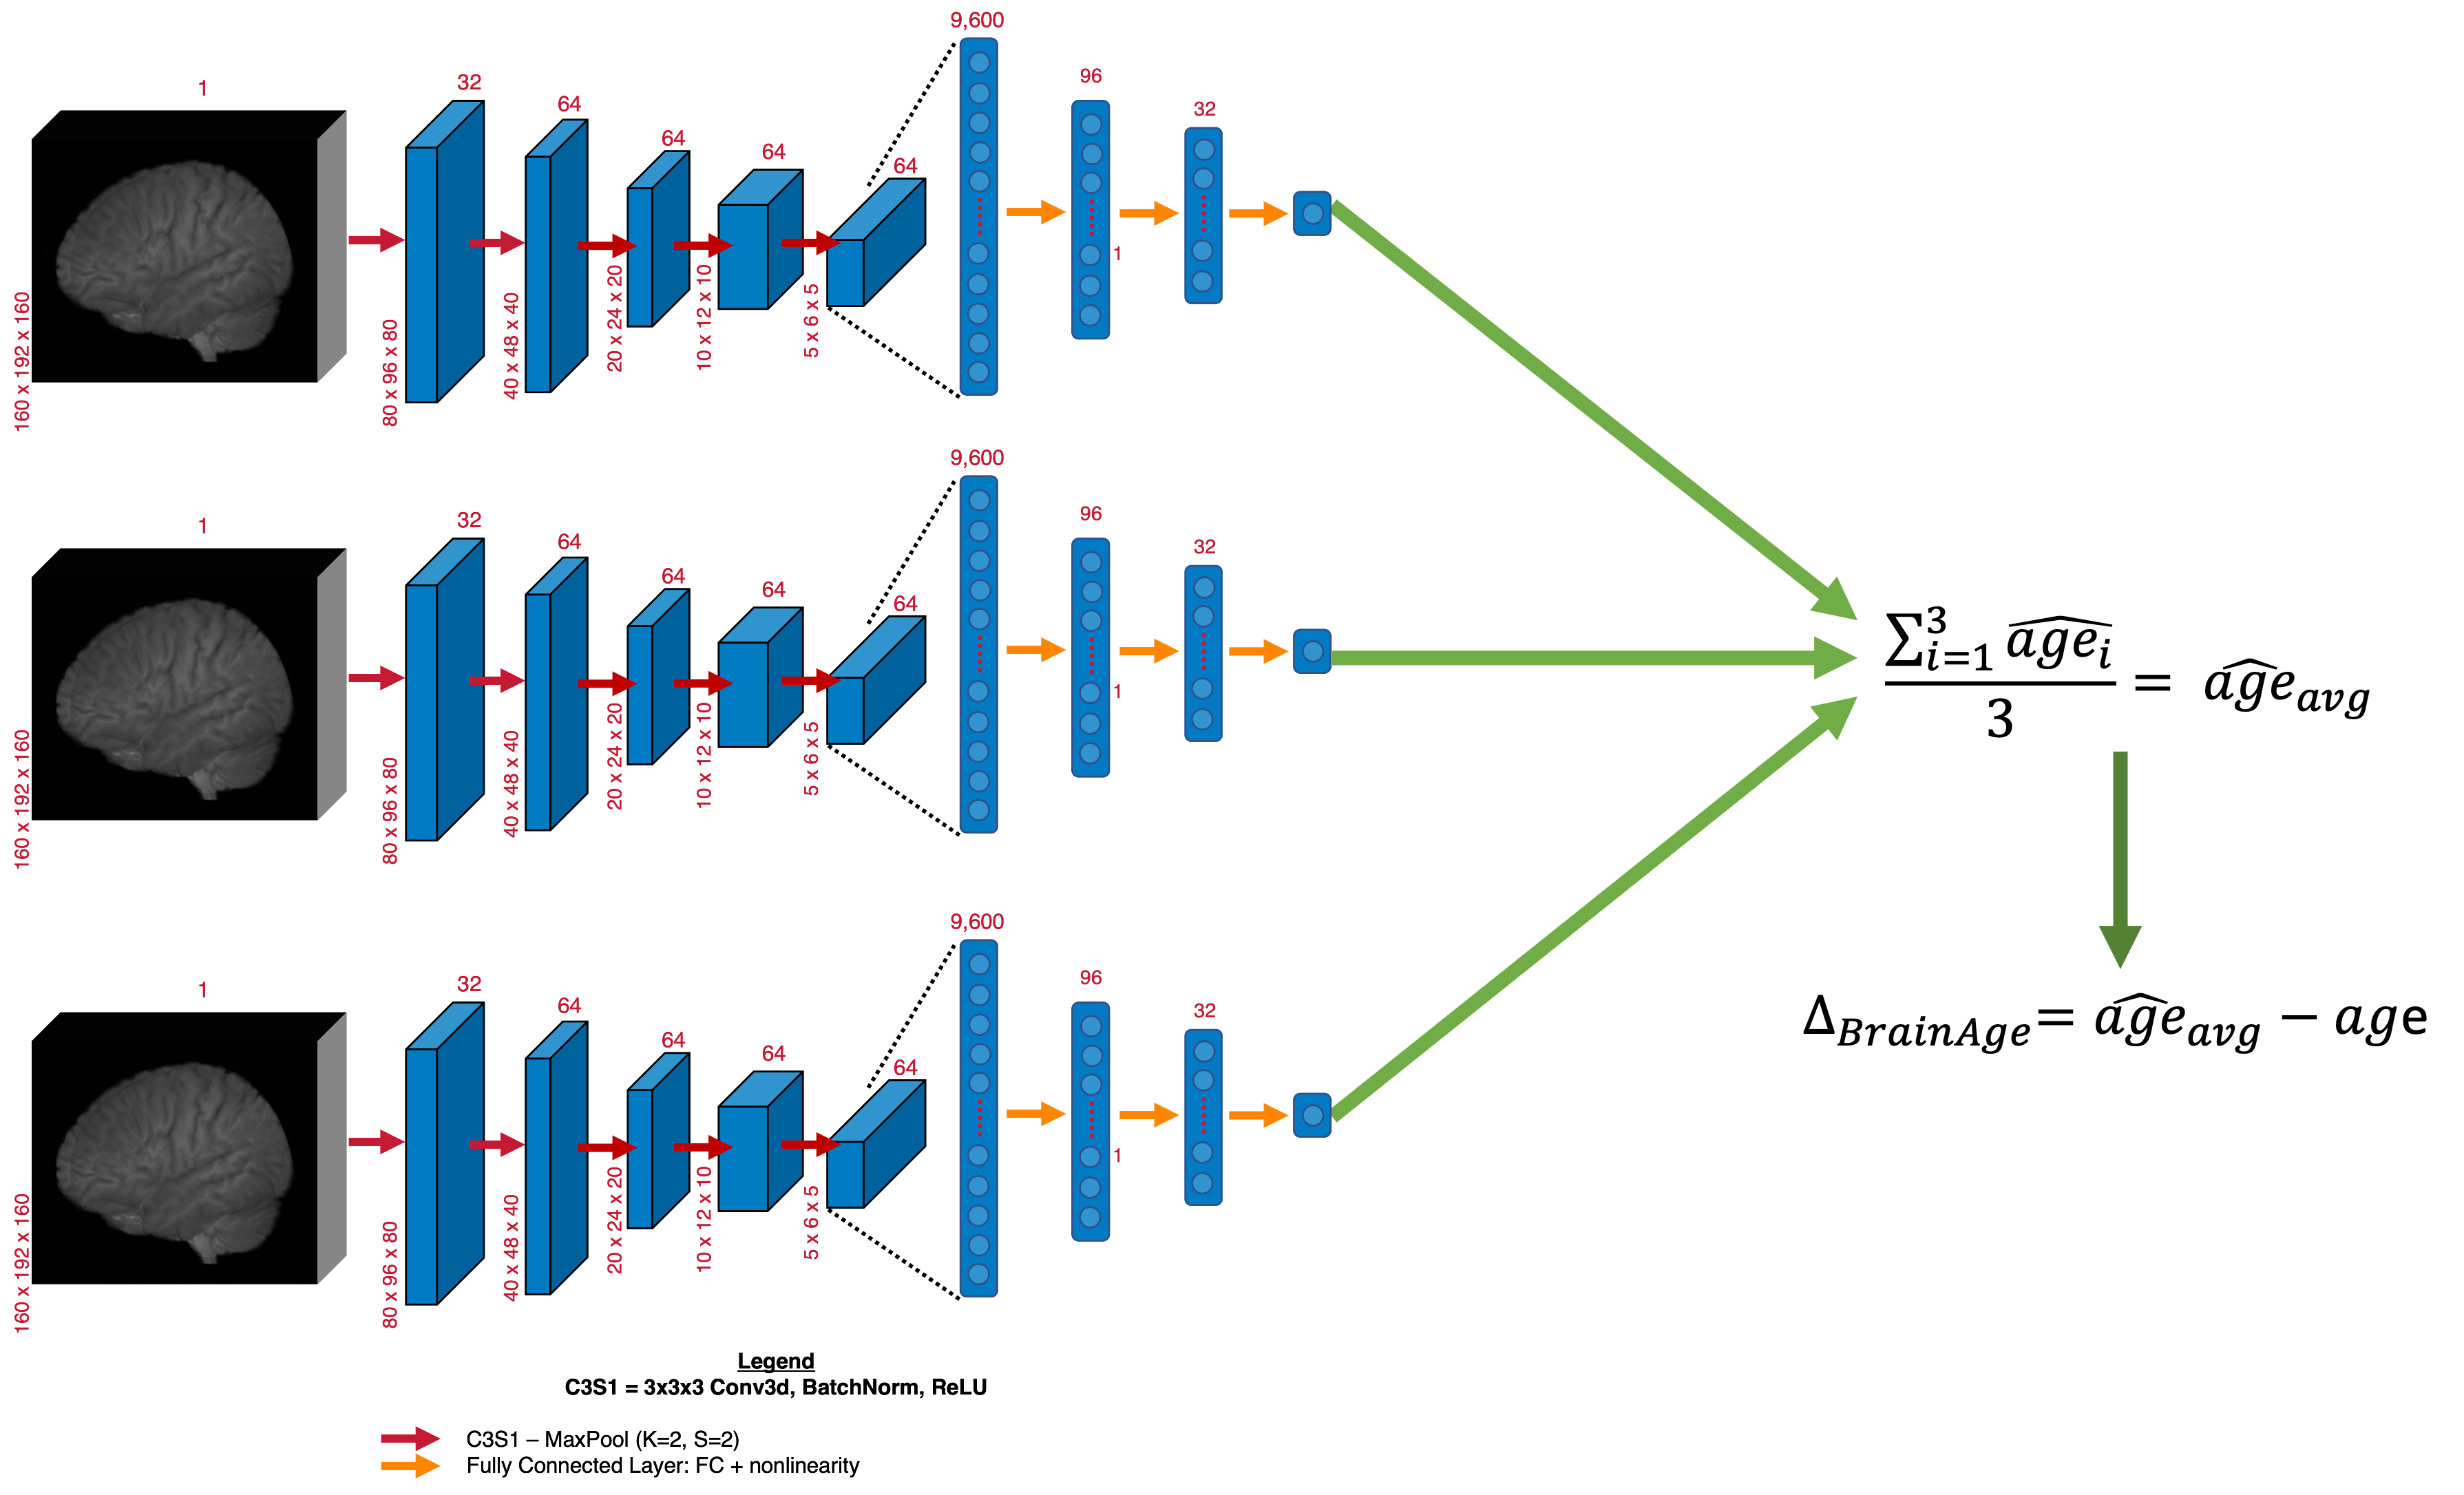 9,600
96
32
1
32
64
64
64
64
1
160 x 192 x 160
80 x 96 x 80
40 x 48 x 40
20 x 24 x 20
10 x 12 x 10
5 x 6 x 5
9,600
96
32
1
32
64
64
64
64
1
160 x 192 x 160
80 x 96 x 80
40 x 48 x 40
20 x 24 x 20
10 x 12 x 10
5 x 6 x 5
9,600
96
32
1
32
64
64
64
64
1
160 x 192 x 160
80 x 96 x 80
40 x 48 x 40
20 x 24 x 20
10 x 12 x 10
5 x 6 x 5
$\frac{\sum_{i=1}^{3} \widehat{age_i}}{3} = \widehat{age}_{avg}$
$\Delta_{BrainAge} = \widehat{age}_{avg} - age$
Legend
C3S1 = 3x3x3 Conv3d, BatchNorm, ReLU
C3S1 – MaxPool (K=2, S=2)
Fully Connected Layer: FC + nonlinearity